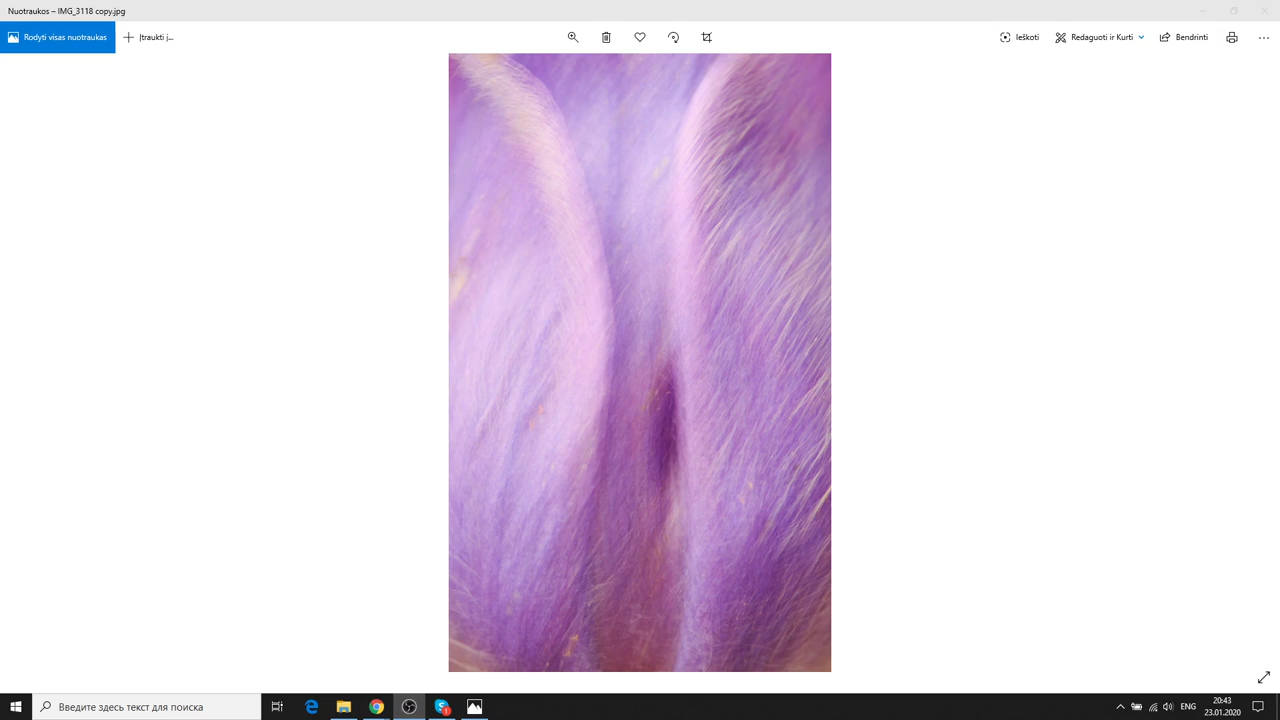 Nuotraukos – IMG_3118 copy.jpg
Rodyti visas nuotraukas
Įtraukti į...
Ieškoti
Redaguoti ir Kurti
Bendrinti
Введите здесь текст для поиска
1
ENG
20:43
23.01.2020